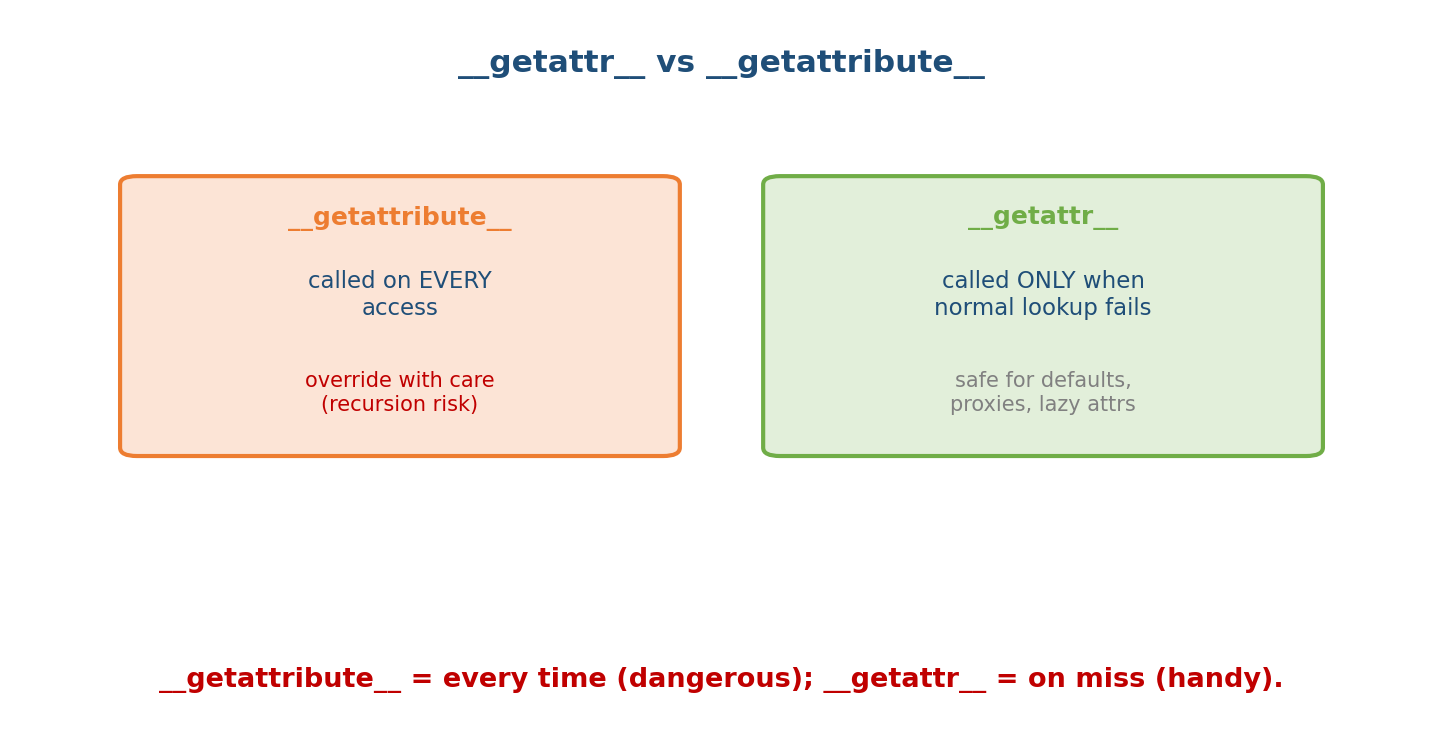 __getattr__ vs __getattribute__
__getattribute__
called on EVERY
access
override with care
(recursion risk)
__getattr__
called ONLY when
normal lookup fails
safe for defaults,
proxies, lazy attrs
__getattribute__ = every time (dangerous); __getattr__ = on miss (handy).